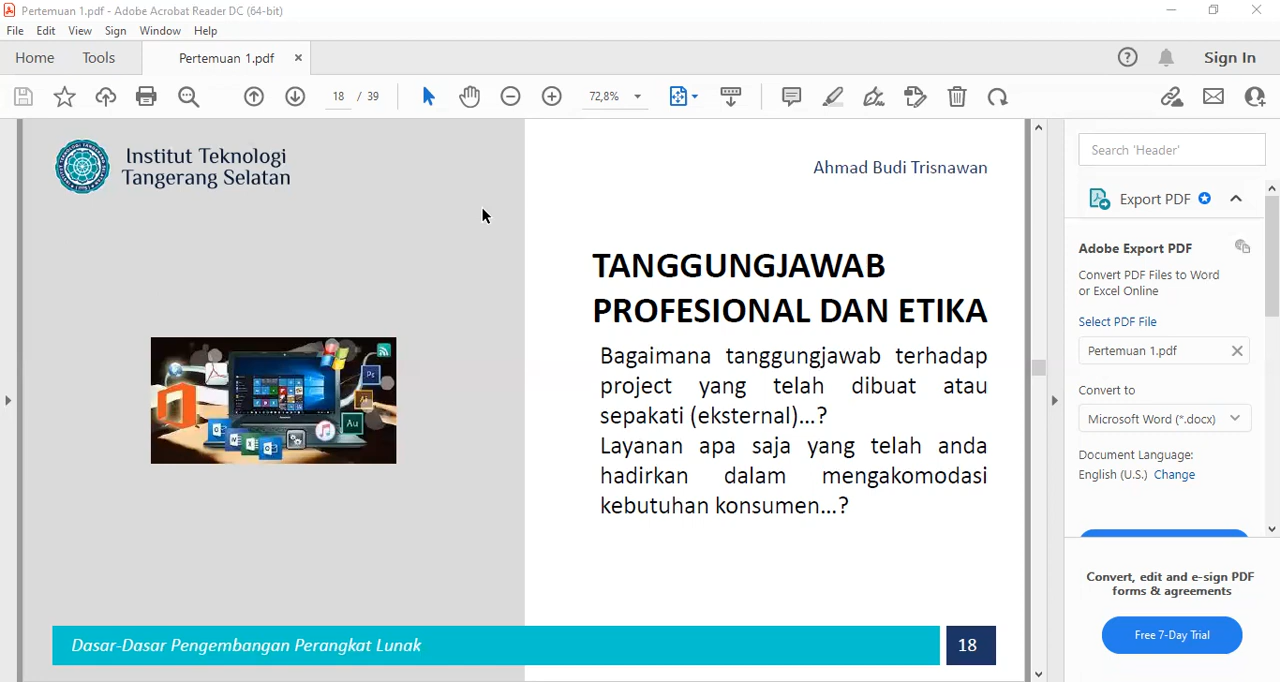 Pertemuan 1.pdf - Adobe Acrobat Reader DC (64-bit)
File Edit View Sign Window Help
Home Tools Pertemuan 1.pdf × Sign In
18 / 39 72,8%
Institut Teknologi
Tangerang Selatan
Ahmad Budi Trisnawan
TANGGUNGJAWAB
PROFESIONAL DAN ETIKA
Bagaimana tanggungjawab terhadap
project yang telah dibuat atau
sepakati (eksternal)...?
Layanan apa saja yang telah anda
hadirkan dalam mengakomodasi
kebutuhan konsumen...?
Ps
Au
Dasar-Dasar Pengembangan Perangkat Lunak
18
Search 'Header'
Export PDF
Adobe Export PDF
Convert PDF Files to Word
or Excel Online
Select PDF File
Pertemuan 1.pdf
Convert to
Microsoft Word (*.docx)
Document Language:
English (U.S.) Change
Convert, edit and e-sign PDF
forms & agreements
Free 7-Day Trial